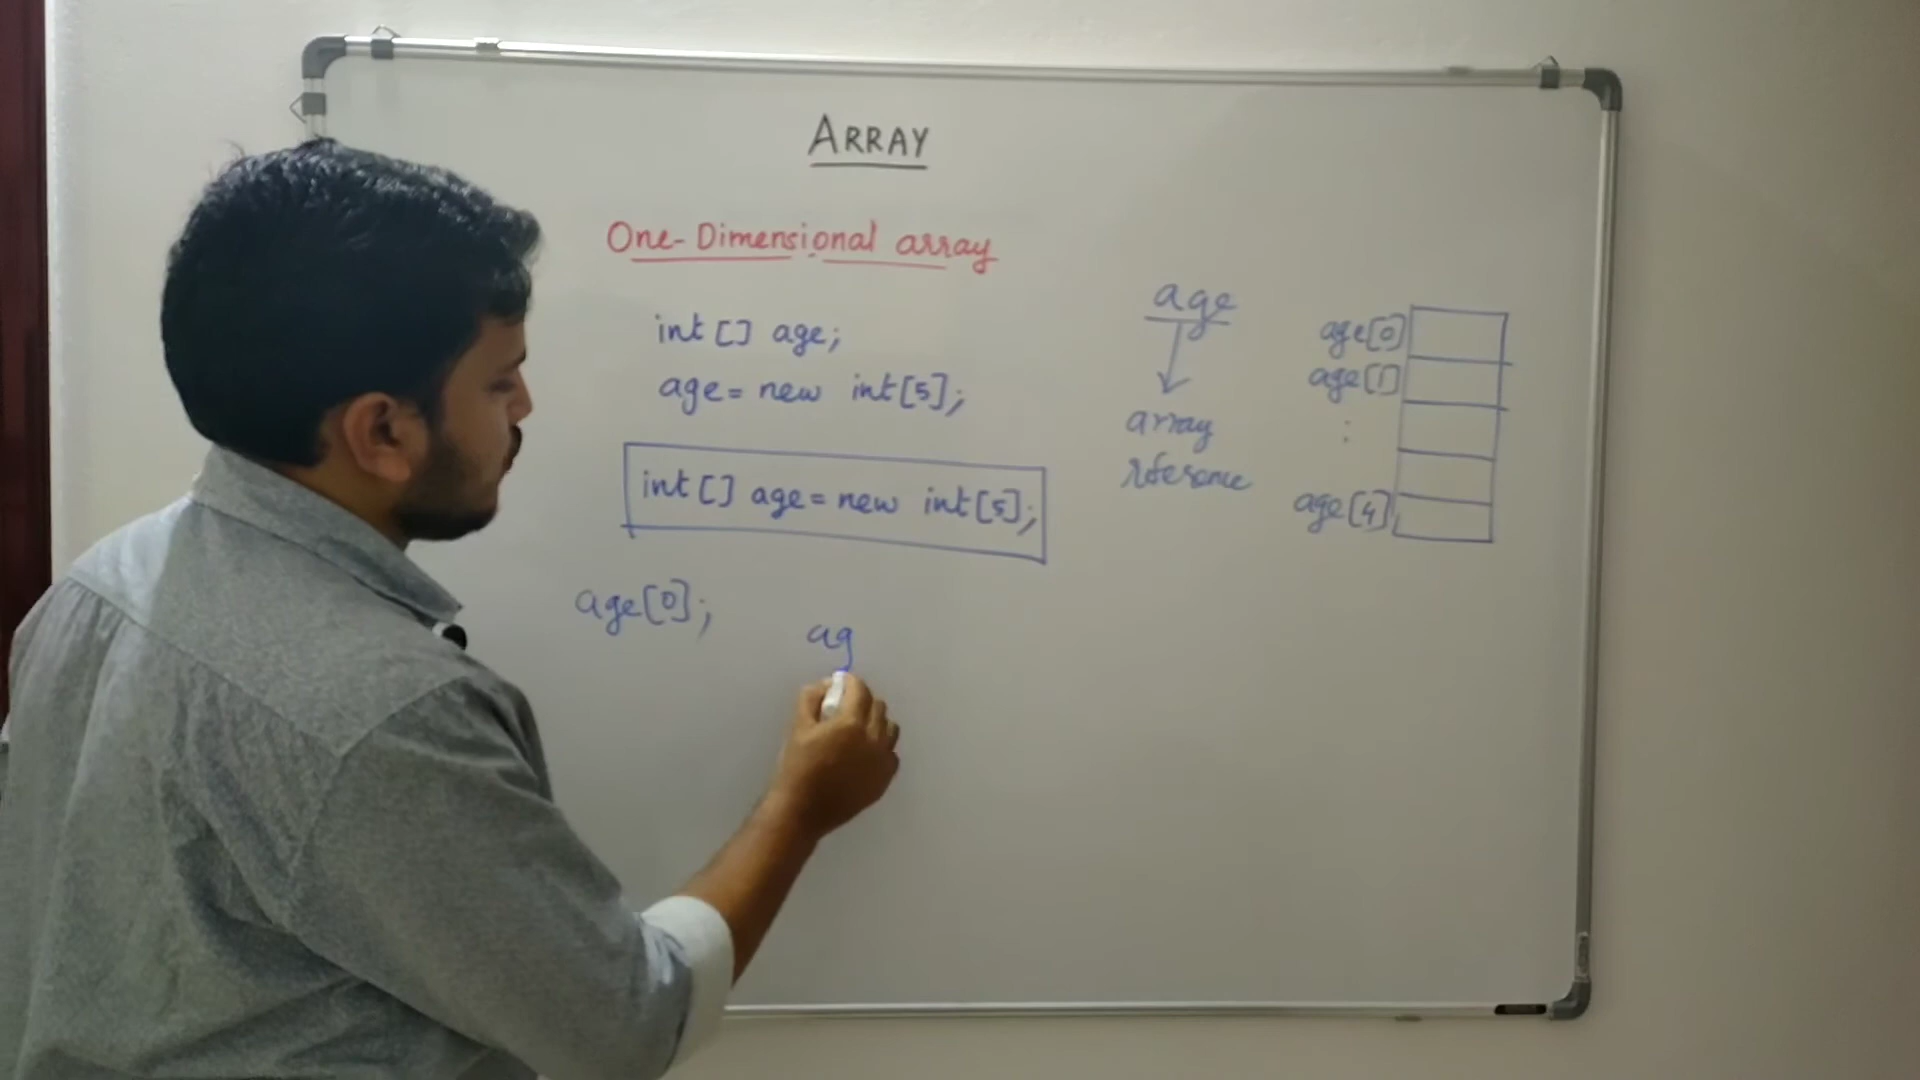 ARRAY
One-Dimensional array
int [] age;
age = new int[5];
int [] age = new int[5];
age[0];
ag
age
array
reference
age[0]
age[1]
:
age[4]